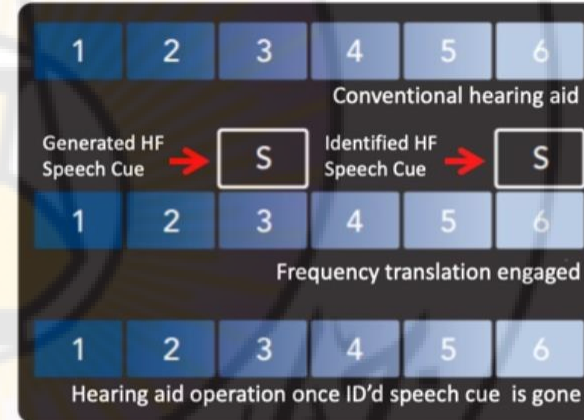 1 2 3 4 5 6
Conventional hearing aid
Generated HF Speech Cue S Identified HF Speech Cue S
1 2 3 4 5 6
Frequency translation engaged
1 2 3 4 5 6
Hearing aid operation once ID'd speech cue is gone